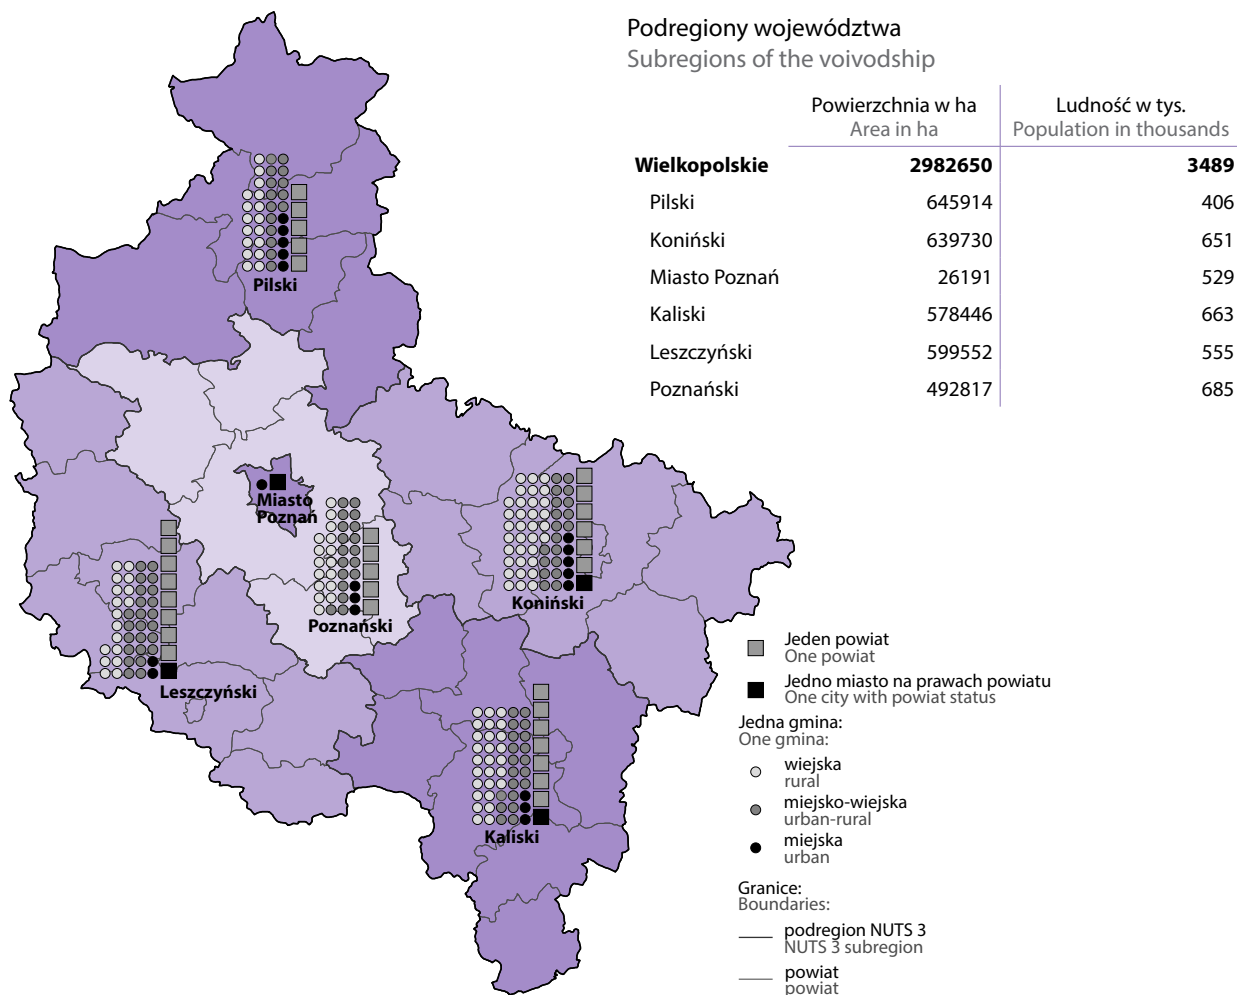 Podregiony województwa
Subregions of the voivodship
Powierzchnia w ha
Area in ha
Ludność w tys.
Population in thousands
Wielkopolskie 2982650 3489
Pilski 645914 406
Koniński 639730 651
Miasto Poznań 26191 529
Kaliski 578446 663
Leszczyński 599552 555
Poznański 492817 685
Pilski
Miasto
Poznań
Koniński
Poznański
Leszczyński
Kaliski
Jeden powiat
One powiat
Jedno miasto na prawach powiatu
One city with powiat status
Jedna gmina:
One gmina:
wiejska
rural
miejsko-wiejska
urban-rural
miejska
urban
Granice:
Boundaries:
podregion NUTS 3
NUTS 3 subregion
powiat
powiat